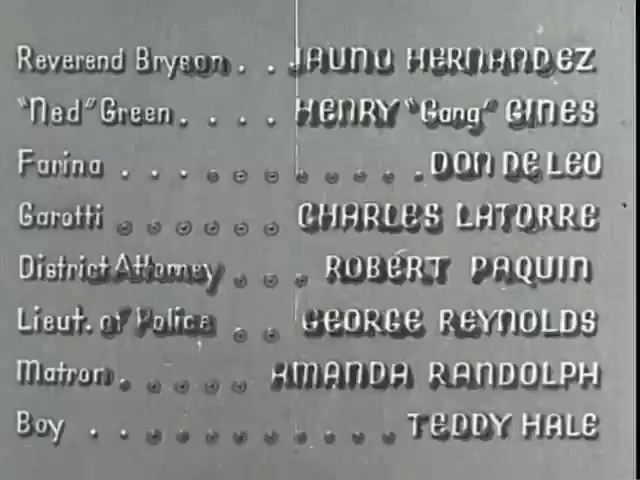 Reverend Bryson . . JAUNO HERNANDEZ
"Ned" Green . . . . HENRY "Gang" GINES
Farina . . . . . . . . . . . DON DE LEO
Garotti . . . . . . CHARLES LATORRE
District Attorney . . . ROBERT PAQUIN
Lieut. of Police . . GEORGE REYNOLDS
Matron . . . . . AMANDA RANDOLPH
Boy . . . . . . . . . . . TEDDY HALE